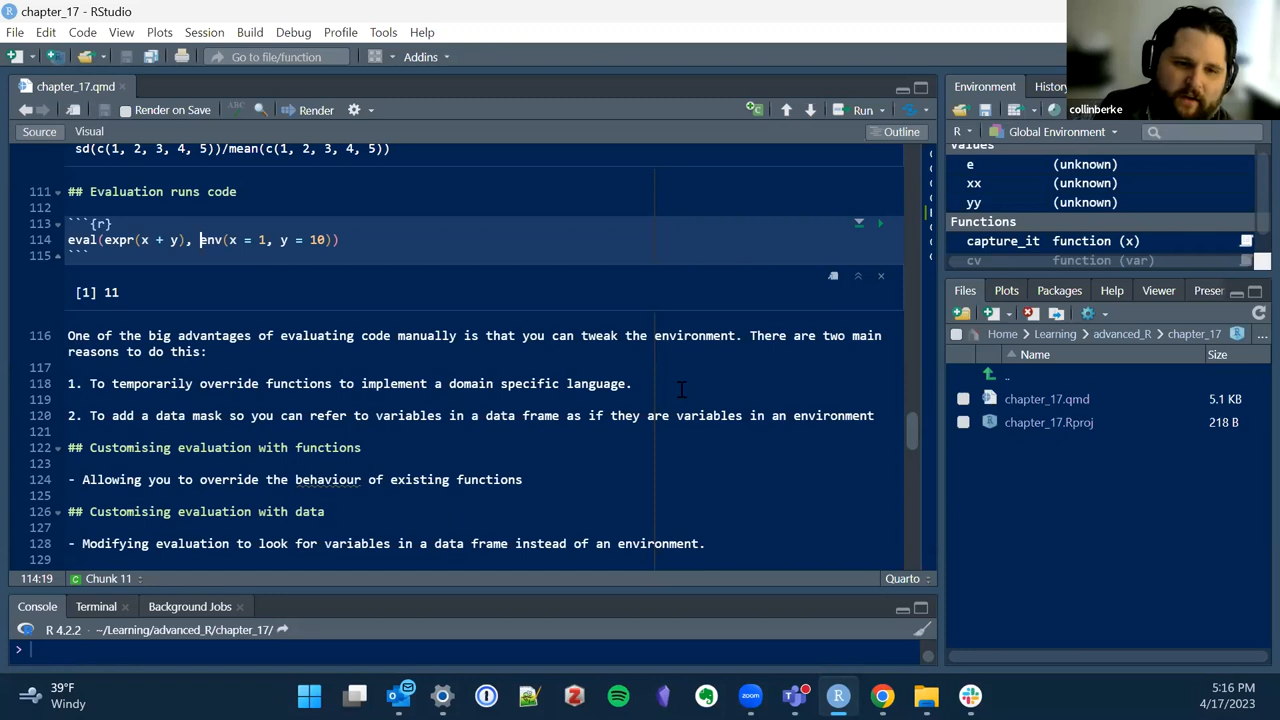 chapter_17 - RStudio
File Edit Code View Plots Session Build Debug Profile Tools Help
Go to file/function Addins
collinberke
chapter_17.qmd
Render on Save ABC Render Run
Source Visual Outline
sd(c(1, 2, 3, 4, 5))/mean(c(1, 2, 3, 4, 5))
111 ## Evaluation runs code
112
113 ```{r}
114 eval(expr(x + y), env(x = 1, y = 10))
115 ```
[1] 11
116 One of the big advantages of evaluating code manually is that you can tweak the environment. There are two main
reasons to do this:
117
118 1. To temporarily override functions to implement a domain specific language.
119
120 2. To add a data mask so you can refer to variables in a data frame as if they are variables in an environment
121
122 ## Customising evaluation with functions
123
124 - Allowing you to override the behaviour of existing functions
125
126 ## Customising evaluation with data
127
128 - Modifying evaluation to look for variables in a data frame instead of an environment.
129
114:19 Chunk 11 Quarto
Console Terminal Background Jobs
R 4.2.2 · ~/Learning/advanced_R/chapter_17/
>
Environment History
R Global Environment
Values
e (unknown)
xx (unknown)
yy (unknown)
Functions
capture_it function (x)
cv function (var)
Files Plots Packages Help Viewer Preser
Home Learning advanced_R chapter_17 ...
Name Size
..
chapter_17.qmd 5.1 KB
chapter_17.Rproj 218 B
39°F
Windy
zoom
5:16 PM
4/17/2023